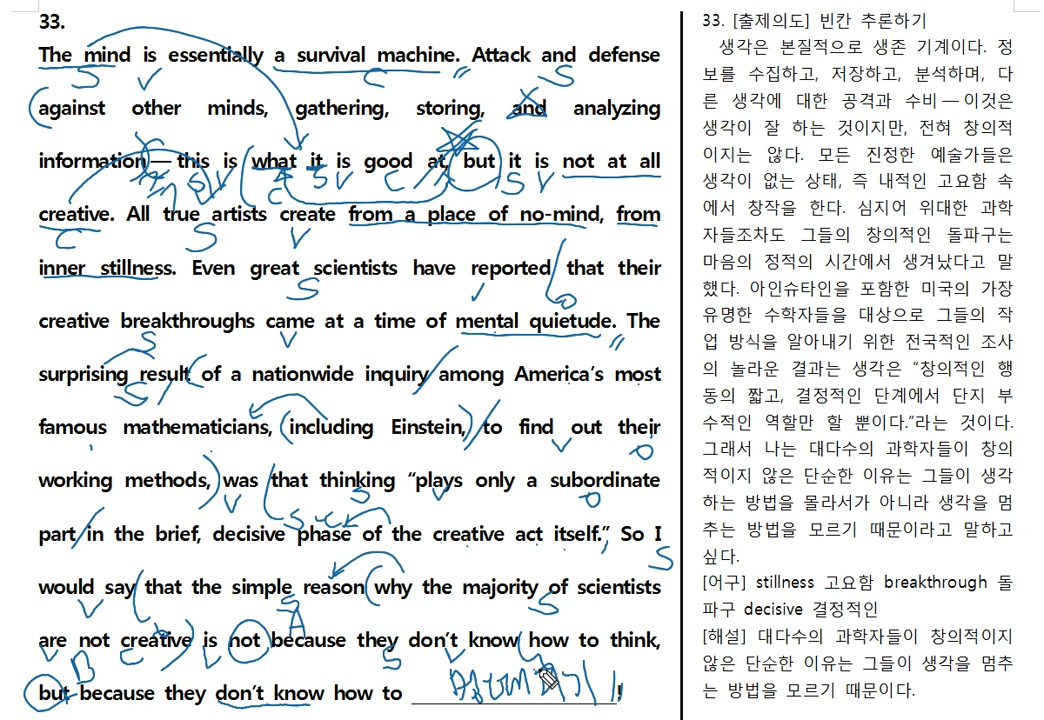 33.
The mind is essentially a survival machine. Attack and defense
against other minds, gathering, storing, and analyzing
information — this is what it is good at, but it is not at all
creative. All true artists create from a place of no-mind, from
inner stillness. Even great scientists have reported that their
creative breakthroughs came at a time of mental quietude. The
surprising result of a nationwide inquiry among America's most
famous mathematicians, including Einstein, to find out their
working methods, was that thinking "plays only a subordinate
part in the brief, decisive phase of the creative act itself." So I
would say that the simple reason why the majority of scientists
are not creative is not because they don't know how to think,
but because they don't know how to ____________________!
33. [출제의도] 빈칸 추론하기
생각은 본질적으로 생존 기계이다. 정
보를 수집하고, 저장하고, 분석하며, 다
른 생각에 대한 공격과 수비 — 이것은
생각이 잘 하는 것이지만, 전혀 창의적
이지는 않다. 모든 진정한 예술가들은
생각이 없는 상태, 즉 내적인 고요함 속
에서 창작을 한다. 심지어 위대한 과학
자들조차도 그들의 창의적인 돌파구는
마음의 정적의 시간에서 생겨났다고 말
했다. 아인슈타인을 포함한 미국의 가장
유명한 수학자들을 대상으로 그들의 작
업 방식을 알아내기 위한 전국적인 조사
의 놀라운 결과는 생각은 "창의적인 행
동의 짧고, 결정적인 단계에서 단지 부
수적인 역할만 할 뿐이다."라는 것이다.
그래서 나는 대다수의 과학자들이 창의
적이지 않은 단순한 이유는 그들이 생각
하는 방법을 몰라서가 아니라 생각을 멈
추는 방법을 모르기 때문이라고 말하고
싶다.
[어구] stillness 고요함 breakthrough 돌
파구 decisive 결정적인
[해설] 대다수의 과학자들이 창의적이지
않은 단순한 이유는 그들이 생각을 멈추
는 방법을 모르기 때문이다.